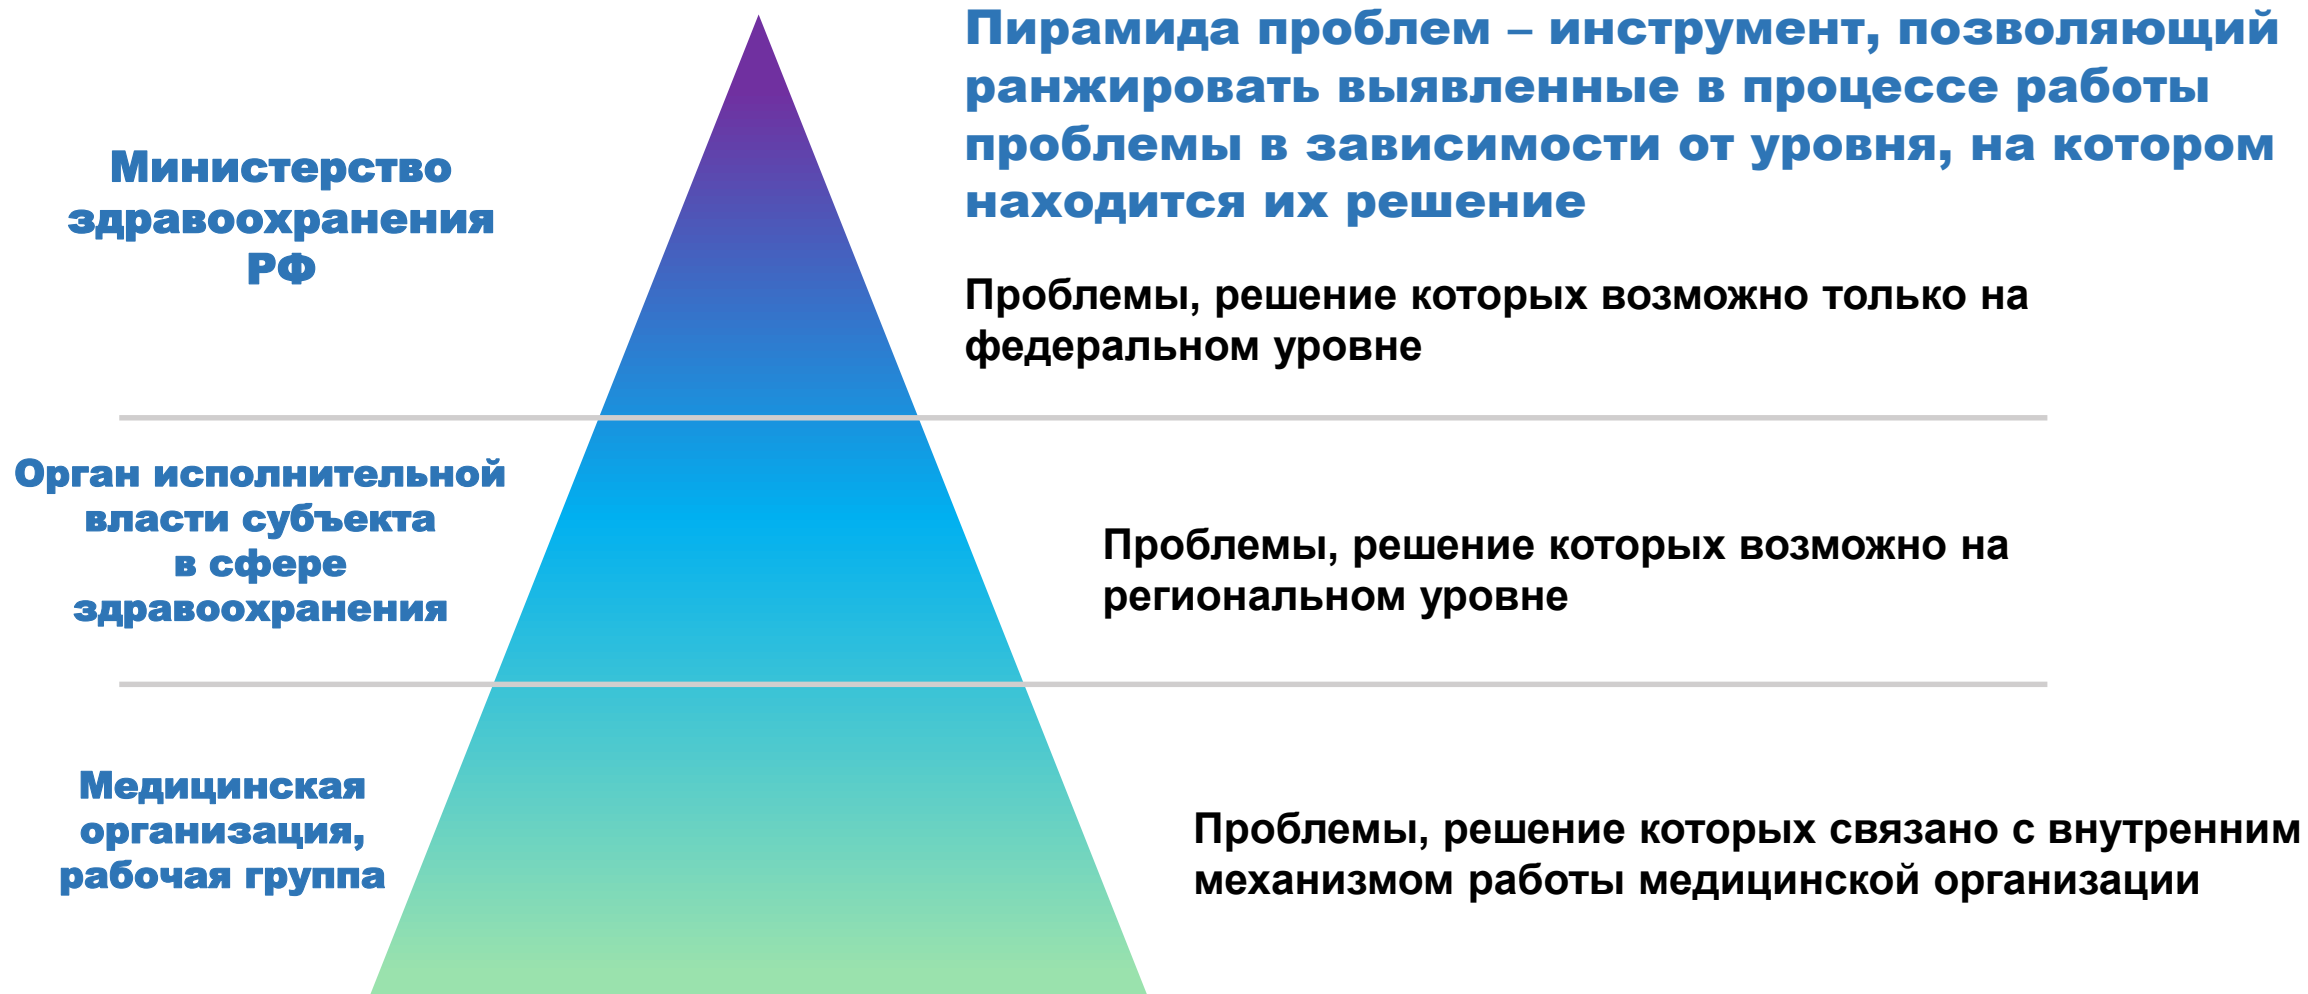 Пирамида проблем – инструмент, позволяющий
ранжировать выявленные в процессе работы
проблемы в зависимости от уровня, на котором
находится их решение
Министерство
здравоохранения
РФ
Проблемы, решение которых возможно только на
федеральном уровне
Орган исполнительной
власти субъекта
в сфере
здравоохранения
Проблемы, решение которых возможно на
региональном уровне
Медицинская
организация,
рабочая группа
Проблемы, решение которых связано с внутренним
механизмом работы медицинской организации